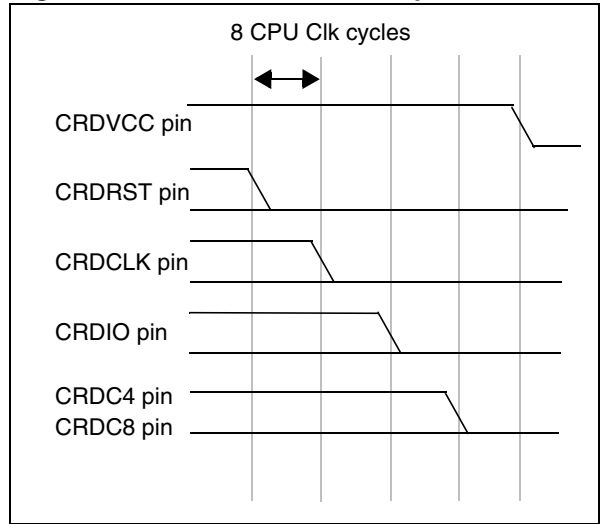 8 CPU Clk cycles
CRDVCC pin
CRDRST pin
CRDCLK pin
CRDIO pin
CRDC4 pin
CRDC8 pin